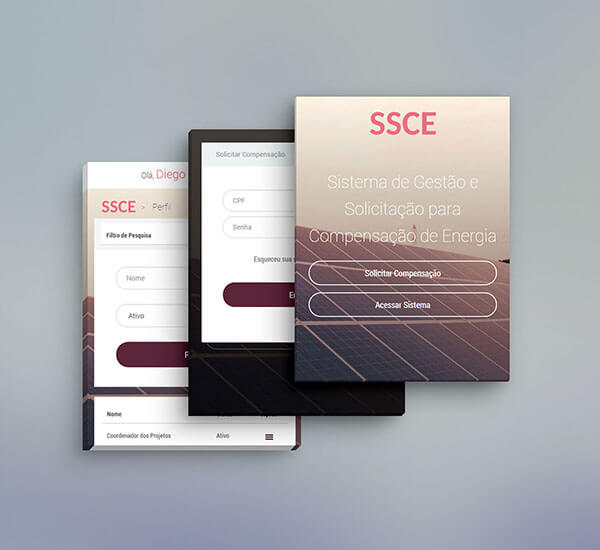 SSCE
Sistema de Gestão e
Solicitação para
Compensação de Energia
Solicitar Compensação
Acessar Sistema
Solicitar Compensação
CPF
Senha
Esqueceu sua
Olá, Diego
SSCE > Perfil
Filtro de Pesquisa
Nome
Ativo
Nome
Coordenador dos Projetos Ativo